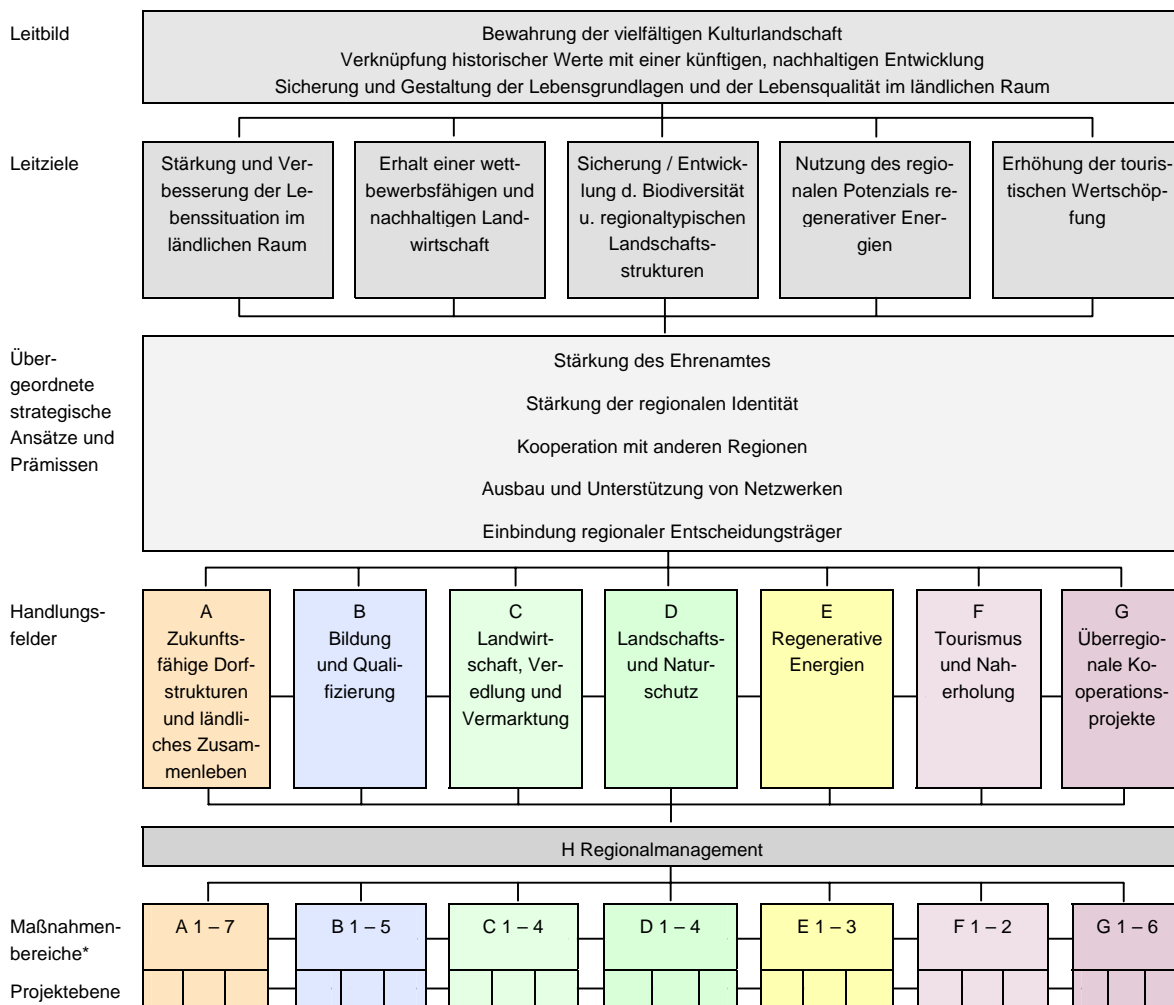 Leitbild
Bewahrung der vielfältigen Kulturlandschaft
Verknüpfung historischer Werte mit einer künftigen, nachhaltigen Entwicklung
Sicherung und Gestaltung der Lebensgrundlagen und der Lebensqualität im ländlichen Raum
Leitziele
Stärkung und Ver-
besserung der Le-
benssituation im
ländlichen Raum
Erhalt einer wett-
bewerbsfähigen und
nachhaltigen Land-
wirtschaft
Sicherung / Entwick-
lung d. Biodiversität
u. regionaltypischen
Landschafts-
strukturen
Nutzung des regio-
nalen Potenzials re-
generativer Ener-
gien
Erhöhung der touris-
tischen Wertschöp-
fung
Über-
geordnete
strategische
Ansätze und
Prämissen
Stärkung des Ehrenamtes
Stärkung der regionalen Identität
Kooperation mit anderen Regionen
Ausbau und Unterstützung von Netzwerken
Einbindung regionaler Entscheidungsträger
Handlungs-
felder
A
Zukunfts-
fähige Dorf-
strukturen
und ländli-
ches Zusam-
menleben
B
Bildung
und Quali-
fizierung
C
Landwirt-
schaft, Ver-
edlung und
Vermarktung
D
Landschafts-
und Natur-
schutz
E
Regenerative
Energien
F
Tourismus
und Nah-
erholung
G
Überregio-
nale Ko-
operations-
projekte
H Regionalmanagement
Maßnahmen-
bereiche*
A 1 – 7
B 1 – 5
C 1 – 4
D 1 – 4
E 1 – 3
F 1 – 2
G 1 – 6
Projektebene